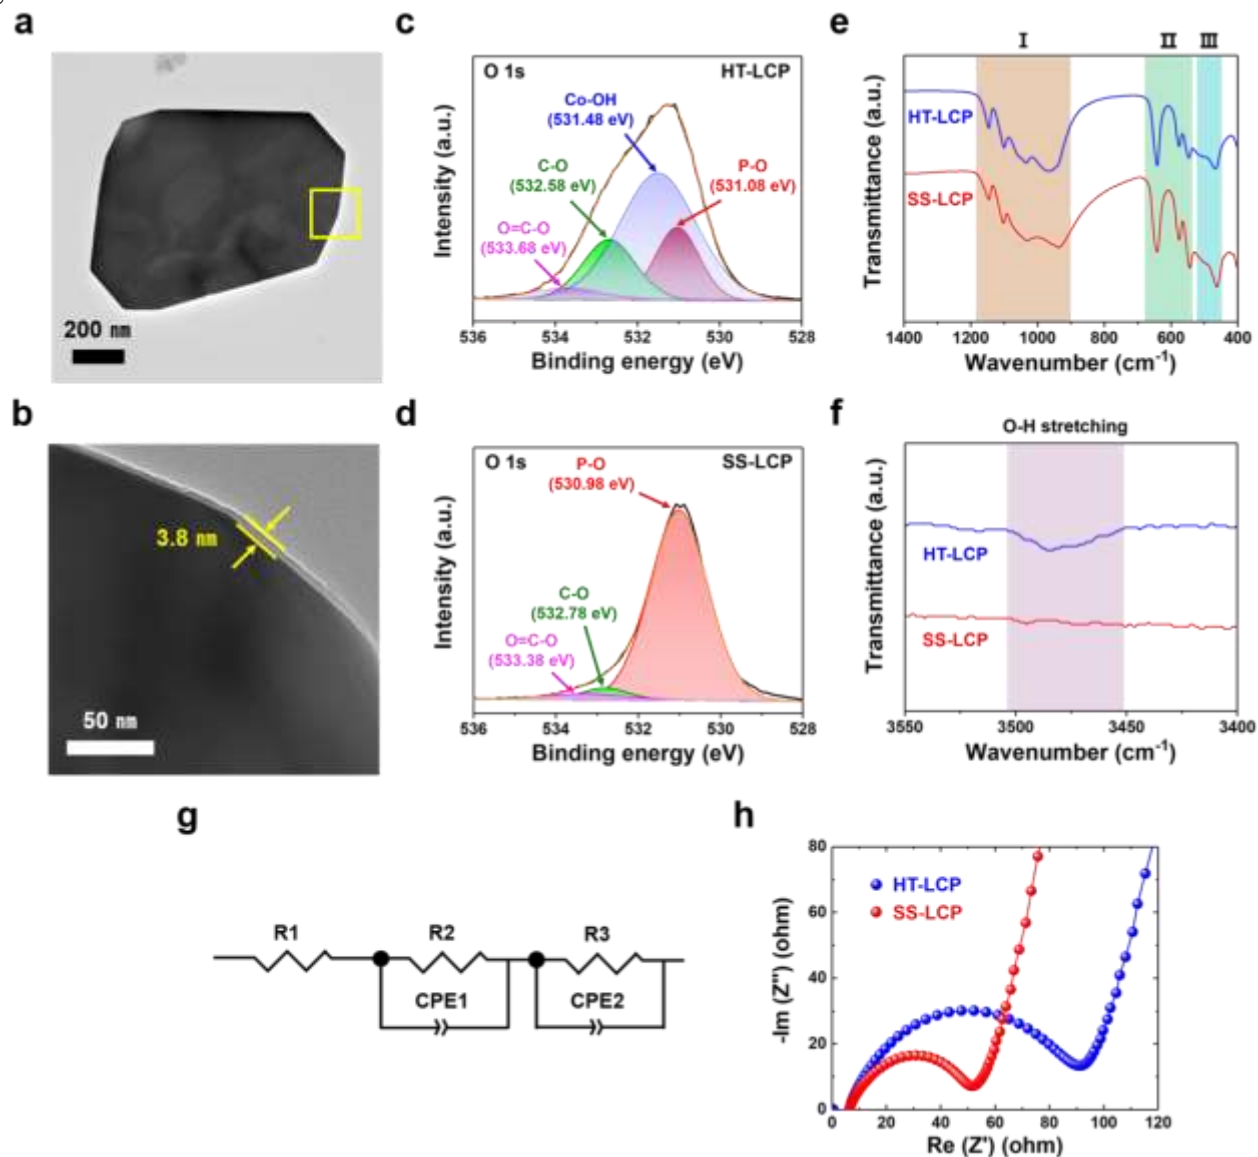 a
200 nm
b
3.8 nm
50 nm
c
O 1s
HT-LCP
Co-OH
(531.48 eV)
C-O
(532.58 eV)
P-O
(531.08 eV)
O=C-O
(533.68 eV)
Intensity (a.u.)
536 534 532 530 528
Binding energy (eV)
d
O 1s
SS-LCP
P-O
(530.98 eV)
C-O
(532.78 eV)
O=C-O
(533.38 eV)
Intensity (a.u.)
536 534 532 530 528
Binding energy (eV)
e
I II III
HT-LCP
SS-LCP
Transmittance (a.u.)
1400 1200 1000 800 600 400
Wavenumber (cm⁻¹)
f
O-H stretching
HT-LCP
SS-LCP
Transmittance (a.u.)
3550 3500 3450 3400
Wavenumber (cm⁻¹)
g
R1 R2 R3
CPE1 CPE2
h
HT-LCP
SS-LCP
-Im (Z'') (ohm)
80
60
40
20
0
0 20 40 60 80 100 120
Re (Z') (ohm)